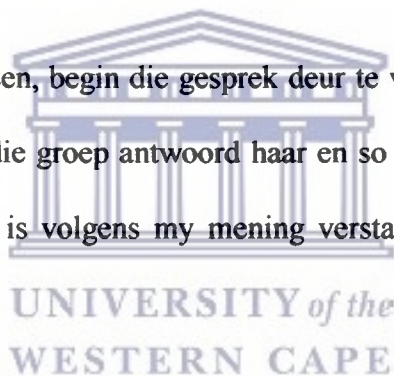 en, begin die gesprek deur te v
die groep antwoord haar en so
is volgens my mening versta
UNIVERSITY of the
WESTERN CAPE